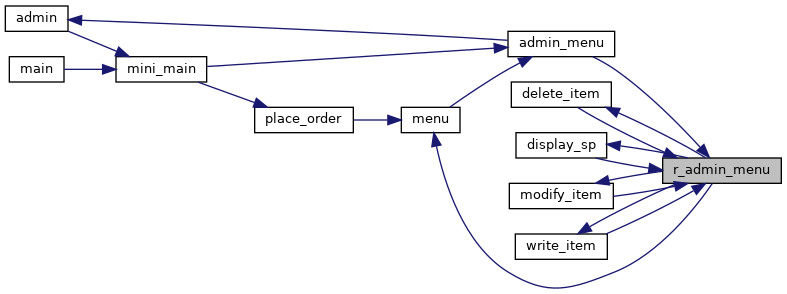 admin
main
mini_main
place_order
menu
admin_menu
delete_item
display_sp
modify_item
write_item
r_admin_menu